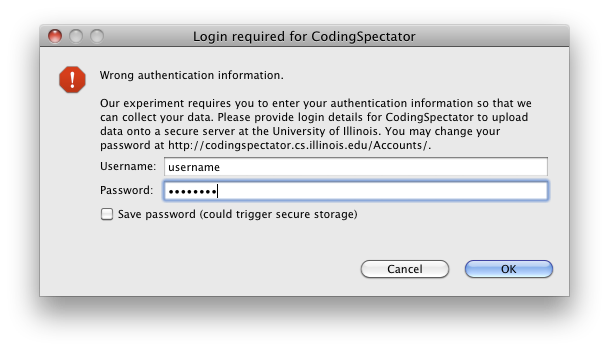 Login required for CodingSpectator
Wrong authentication information.
Our experiment requires you to enter your authentication information so that we
can collect your data. Please provide login details for CodingSpectator to upload
data onto a secure server at the University of Illinois. You may change your
password at http://codingspectator.cs.illinois.edu/Accounts/.
Username: username
Password: ••••••••
Save password (could trigger secure storage)
Cancel OK